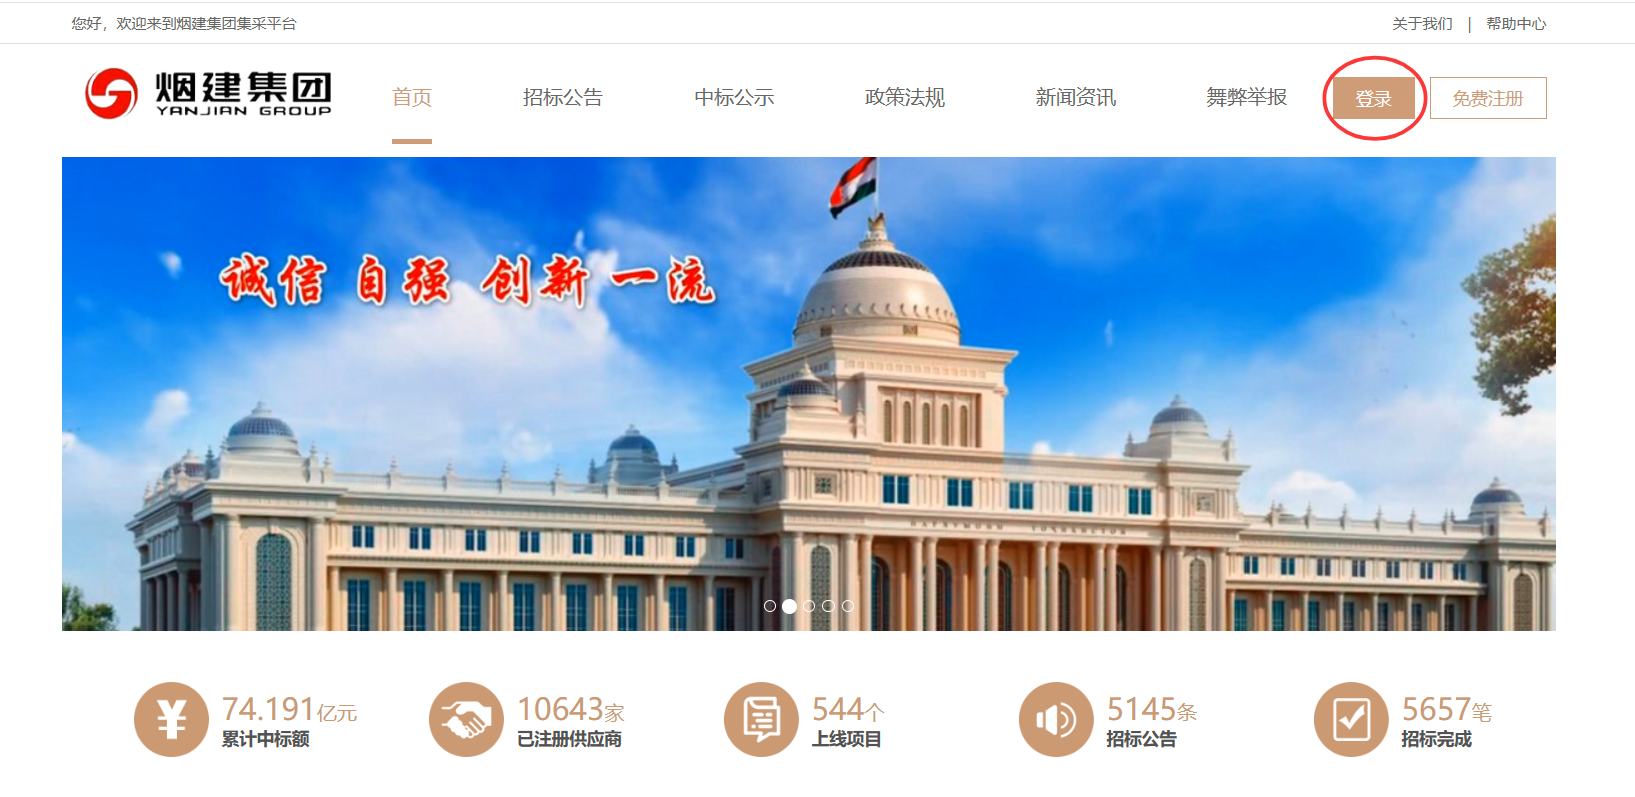 您好，欢迎来到烟建集团集采平台
关于我们 | 帮助中心
烟建集团
YANJIAN GROUP
首页 招标公告 中标公示 政策法规 新闻资讯 舞弊举报 登录 免费注册
诚信 自强 创新 一流
74.191亿元
累计中标额
10643家
已注册供应商
544个
上线项目
5145条
招标公告
5657笔
招标完成